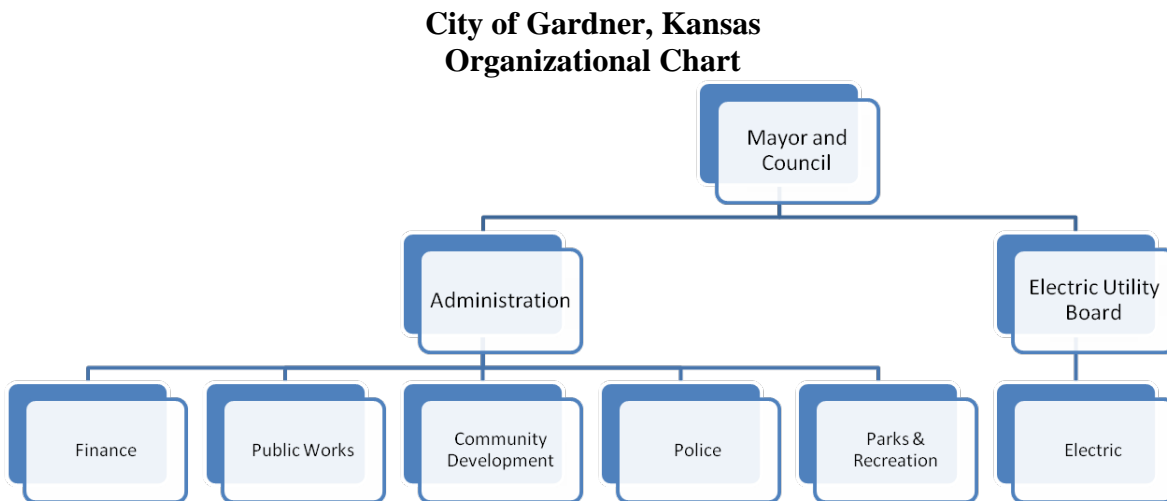 City of Gardner, Kansas
Organizational Chart
Mayor and
Council
Administration
Electric Utility
Board
Finance
Public Works
Community
Development
Police
Parks &
Recreation
Electric